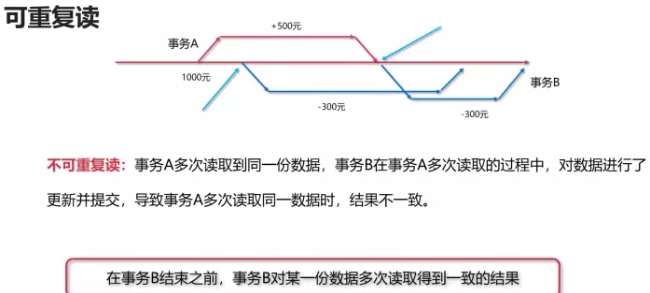 可重复读
+500元
事务A
1000元
事务B
-300元
-300元
不可重复读：事务A多次读取到同一份数据，事务B在事务A多次读取的过程中，对数据进行了
更新并提交，导致事务A多次读取同一数据时，结果不一致。
在事务B结束之前，事务B对某一份数据多次读取得到一致的结果